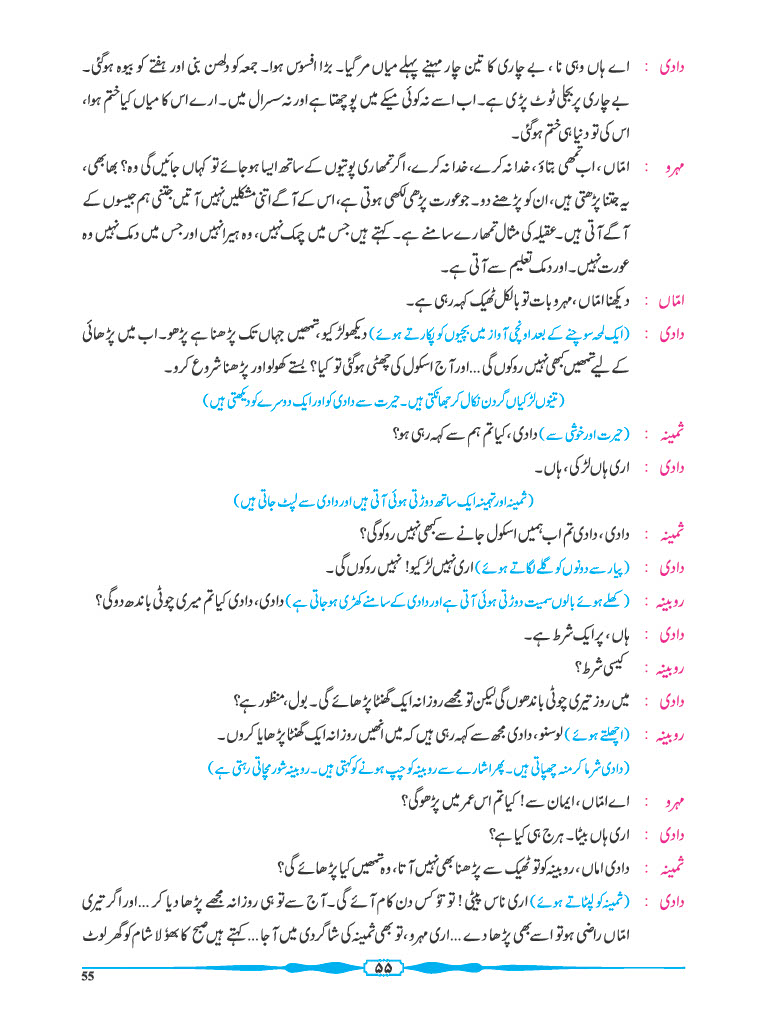 دادی : اے ہاں وہی نا، بے چاری کا تین چار مہینے پہلے میاں مر گیا۔ بڑا افسوس ہوا۔ جمعہ کو دلھن بنی اور ہفتے کو بیوہ ہوگئی۔
بے چاری پر بجلی ٹوٹ پڑی ہے۔ اب اسے نہ کوئی میکے میں پوچھتا ہے اور نہ سسرال میں۔ ارے اس کا میاں کیا ختم ہوا،
اس کی تو دنیا ہی ختم ہوگئی۔
مہرو : امّاں، اب تمھی بتاؤ، خدا نہ کرے، خدا نہ کرے، اگر تمھاری پوتیوں کے ساتھ ایسا ہوجائے تو کہاں جائیں گی وہ؟ بھابھی،
یہ جتنا پڑھتی ہیں، ان کو پڑھنے دو۔ جو عورت پڑھی لکھی ہوتی ہے، اس کے آگے اتنی مشکلیں نہیں آتیں جتنی ہم جیسوں کے
آگے آتی ہیں۔ عقیلہ کی مثال تمھارے سامنے ہے۔ کہتے ہیں جس میں چمک نہیں، وہ ہیرا نہیں اور جس میں دمک نہیں وہ
عورت نہیں۔ اور دمک تعلیم سے آتی ہے۔
امّاں : دیکھنا امّاں، مہرو بات تو بالکل ٹھیک کہہ رہی ہے۔
دادی : (ایک لمحہ سوچنے کے بعد اونچی آواز میں بچیوں کو پکارتے ہوئے) دیکھو لڑکیو، تمھیں جہاں تک پڑھنا ہے پڑھو۔ اب میں پڑھائی
کے لیے تمھیں کبھی نہیں روکوں گی ... اور آج اسکول کی چھٹی ہوگئی تو کیا؟ بستے کھولو اور پڑھنا شروع کرو۔
(تینوں لڑکیاں گردن نکال کر جھانکتی ہیں۔ حیرت سے دادی کو اور ایک دوسرے کو دیکھتی ہیں)
ثمینہ : (حیرت اور خوشی سے) دادی، کیا تم ہم سے کہہ رہی ہو؟
دادی : اری ہاں لڑکی، ہاں۔
(ثمینہ اور تہمینہ ایک ساتھ دوڑتی ہوئی آتی ہیں اور دادی سے لپٹ جاتی ہیں)
ثمینہ : دادی، دادی تم اب ہمیں اسکول جانے سے کبھی نہیں روکوگی؟
دادی : (پیار سے دونوں کو گلے لگاتے ہوئے) اری نہیں لڑکیو! نہیں روکوں گی۔
روبینہ : (کھلے ہوئے بالوں سمیت دوڑتی ہوئی آتی ہے اور دادی کے سامنے کھڑی ہوجاتی ہے) دادی، دادی کیا تم میری چوٹی باندھ دوگی؟
دادی : ہاں، پر ایک شرط ہے۔
روبینہ : کیسی شرط؟
دادی : میں روز تیری چوٹی باندھوں گی لیکن تو مجھے روزانہ ایک گھنٹا پڑھائے گی۔ بول، منظور ہے؟
روبینہ : (اچھلتے ہوئے) لو سنو، دادی مجھ سے کہہ رہی ہیں کہ میں انھیں روزانہ ایک گھنٹا پڑھایا کروں۔
(دادی شرما کر منہ چھپاتی ہیں۔ پھر اشارے سے روبینہ کو چپ ہونے کو کہتی ہیں۔ روبینہ شور مچاتی رہتی ہے)
مہرو : اے امّاں، ایمان سے! کیا تم اس عمر میں پڑھوگی؟
دادی : اری ہاں بیٹا۔ ہرج ہی کیا ہے؟
ثمینہ : دادی اماں، روبینہ کو تو ٹھیک سے پڑھنا بھی نہیں آتا، وہ تمھیں کیا پڑھائے گی؟
دادی : (ثمینہ کو لپٹاتے ہوئے) اری ناس پیٹی! تو تُو کس دن کام آئے گی۔ آج سے تو ہی روزانہ مجھے پڑھا دیا کر ... اور اگر تیری
امّاں راضی ہو تو اسے بھی پڑھا دے ... اری مہرو، تو بھی ثمینہ کی شاگردی میں آجا ... کہتے ہیں صبح کا بھولا شام کو گھر لوٹ
۵۵
55